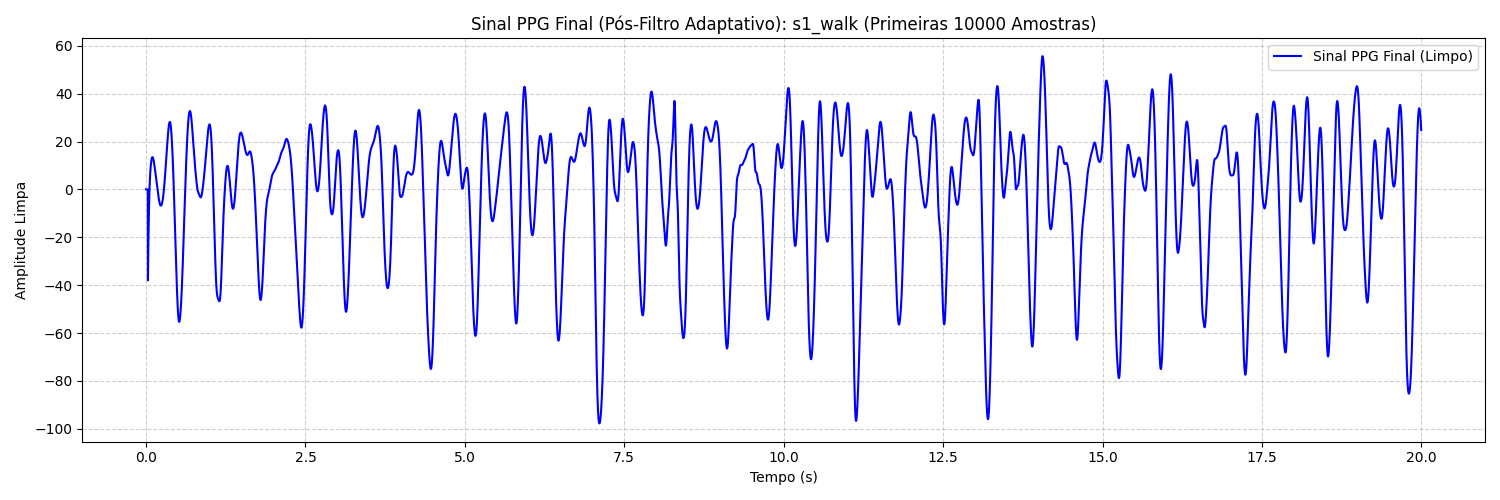 Sinal PPG Final (Pós-Filtro Adaptativo): s1_walk (Primeiras 10000 Amostras)
Sinal PPG Final (Limpo)
Amplitude Limpa
60
40
20
0
−20
−40
−60
−80
−100
0.0 2.5 5.0 7.5 10.0 12.5 15.0 17.5 20.0
Tempo (s)